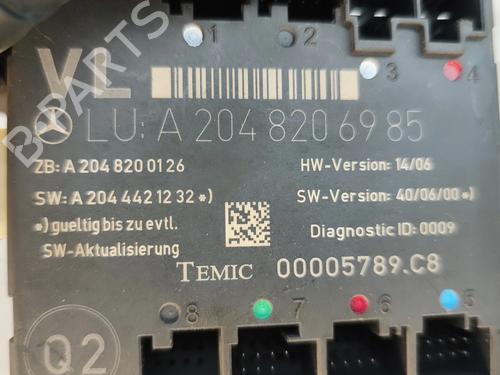 B-PARTS
VL
1 2 3 4
LU: A 204 820 69 85
ZB: A 204 820 01 26
HW-Version: 14/06
SW: A 204 442 12 32 *)
SW-Version: 40/06/00 *)
*) gueltig bis zu evtl.
SW-Aktualisierung
Diagnostic ID: 0009
TEMIC 00005789.C8
8 7 6 5
Q2